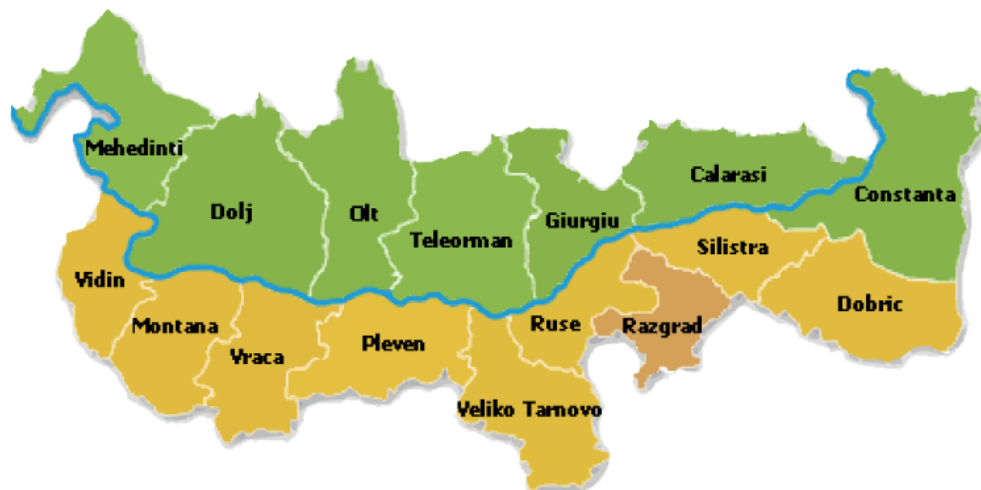 Mehedinti
Dolj
Olt
Teleorman
Giurgiu
Calarasi
Constanta
Vidin
Montana
Vraca
Pleven
Veliko Tarnovo
Ruse
Razgrad
Silistra
Dobric